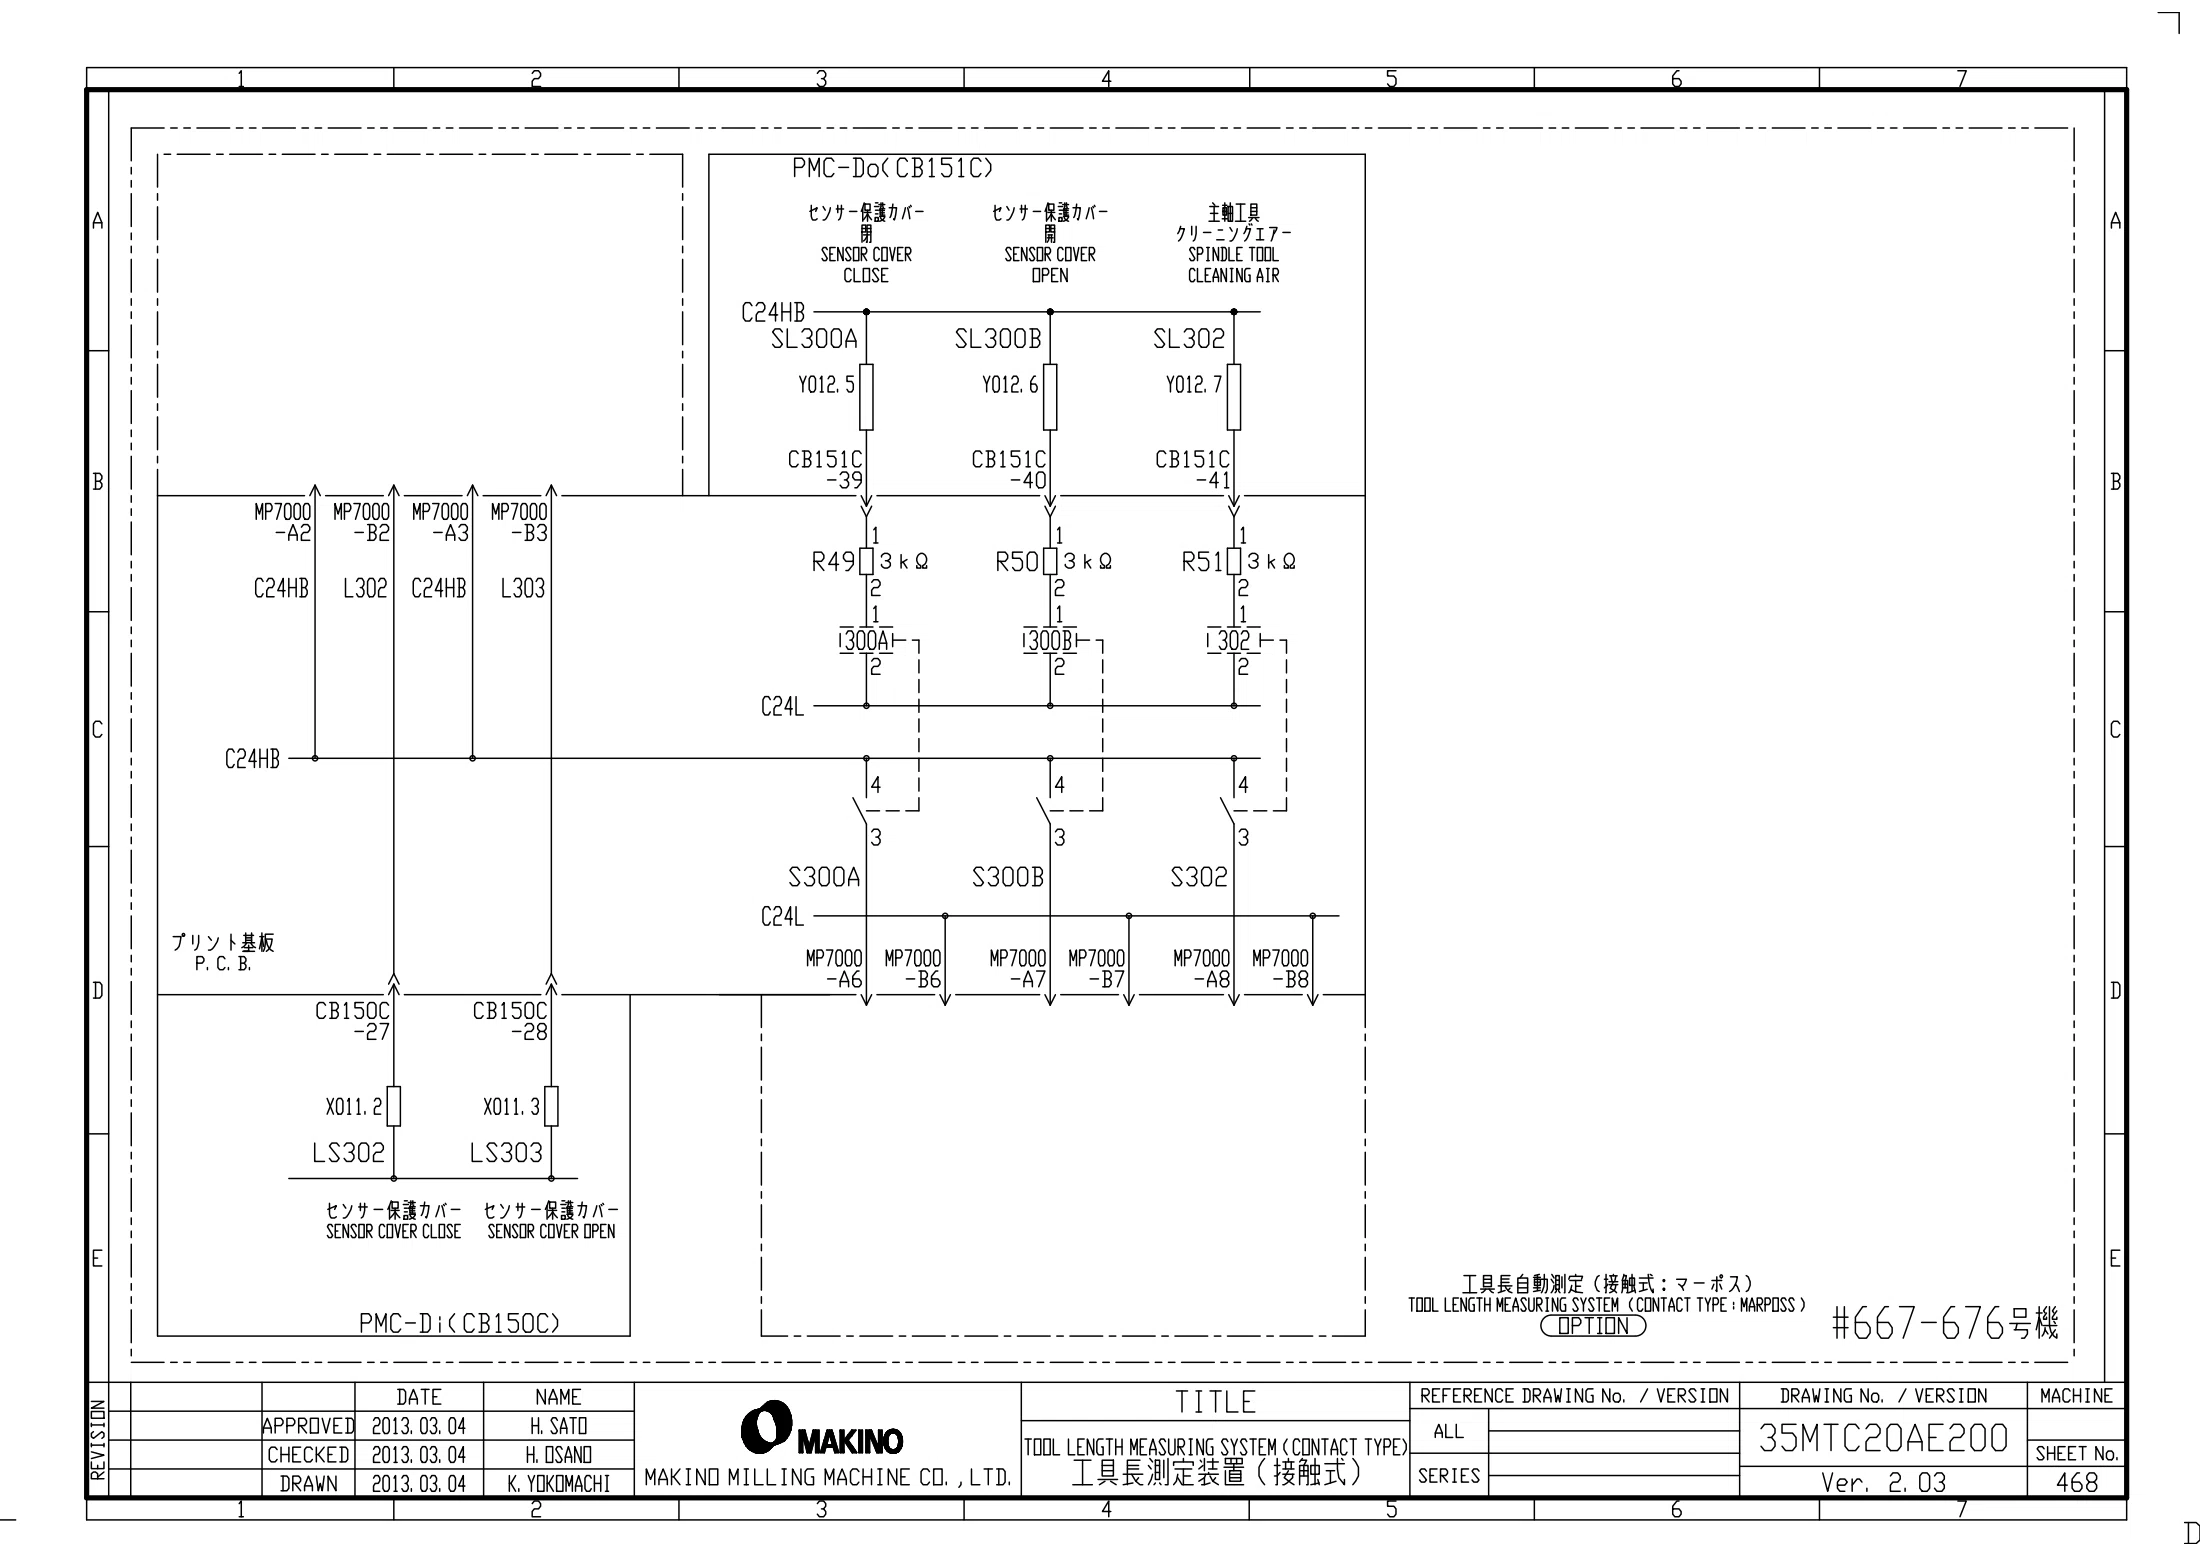 1 2 3 4 5 6 7
A A
B B
C C
D D
E E
PMC-Do(CB151C)
センサー保護カバー
閉
SENSOR COVER
CLOSE
センサー保護カバー
開
SENSOR COVER
OPEN
主軸工具
クリーニングエアー
SPINDLE TOOL
CLEANING AIR
C24HB
SL300A SL300B SL302
Y012.5 Y012.6 Y012.7
CB151C
-39
CB151C
-40
CB151C
-41
MP7000
-A2
MP7000
-B2
MP7000
-A3
MP7000
-B3
C24HB L302 C24HB L303
1 1 1
R49 3kΩ R50 3kΩ R51 3kΩ
2 2 2
1 1 1
300A 300B 302
2 2 2
C24L
C24HB
4 4 4
3 3 3
S300A S300B S302
C24L
MP7000
-A6
MP7000
-B6
MP7000
-A7
MP7000
-B7
MP7000
-A8
MP7000
-B8
プリント基板
P.C.B.
CB150C
-27
CB150C
-28
X011.2 X011.3
LS302 LS303
センサー保護カバー
SENSOR COVER CLOSE
センサー保護カバー
SENSOR COVER OPEN
PMC-Di(CB150C)
工具長自動測定(接触式:マーポス)
TOOL LENGTH MEASURING SYSTEM (CONTACT TYPE:MARPOSS)
OPTION
#667-676号機
REVISION
DATE NAME
APPROVED 2013.03.04 H. SATO
CHECKED 2013.03.04 H. OSANO
DRAWN 2013.03.04 K. YOKOMACHI
MAKINO
MAKINO MILLING MACHINE CO.,LTD.
TITLE
TOOL LENGTH MEASURING SYSTEM(CONTACT TYPE)
工具長測定装置(接触式)
REFERENCE DRAWING No. / VERSION
ALL
SERIES
DRAWING No. / VERSION
35MTC20AE200
Ver. 2.03
MACHINE
SHEET No.
468
1 2 3 4 5 6 7
D